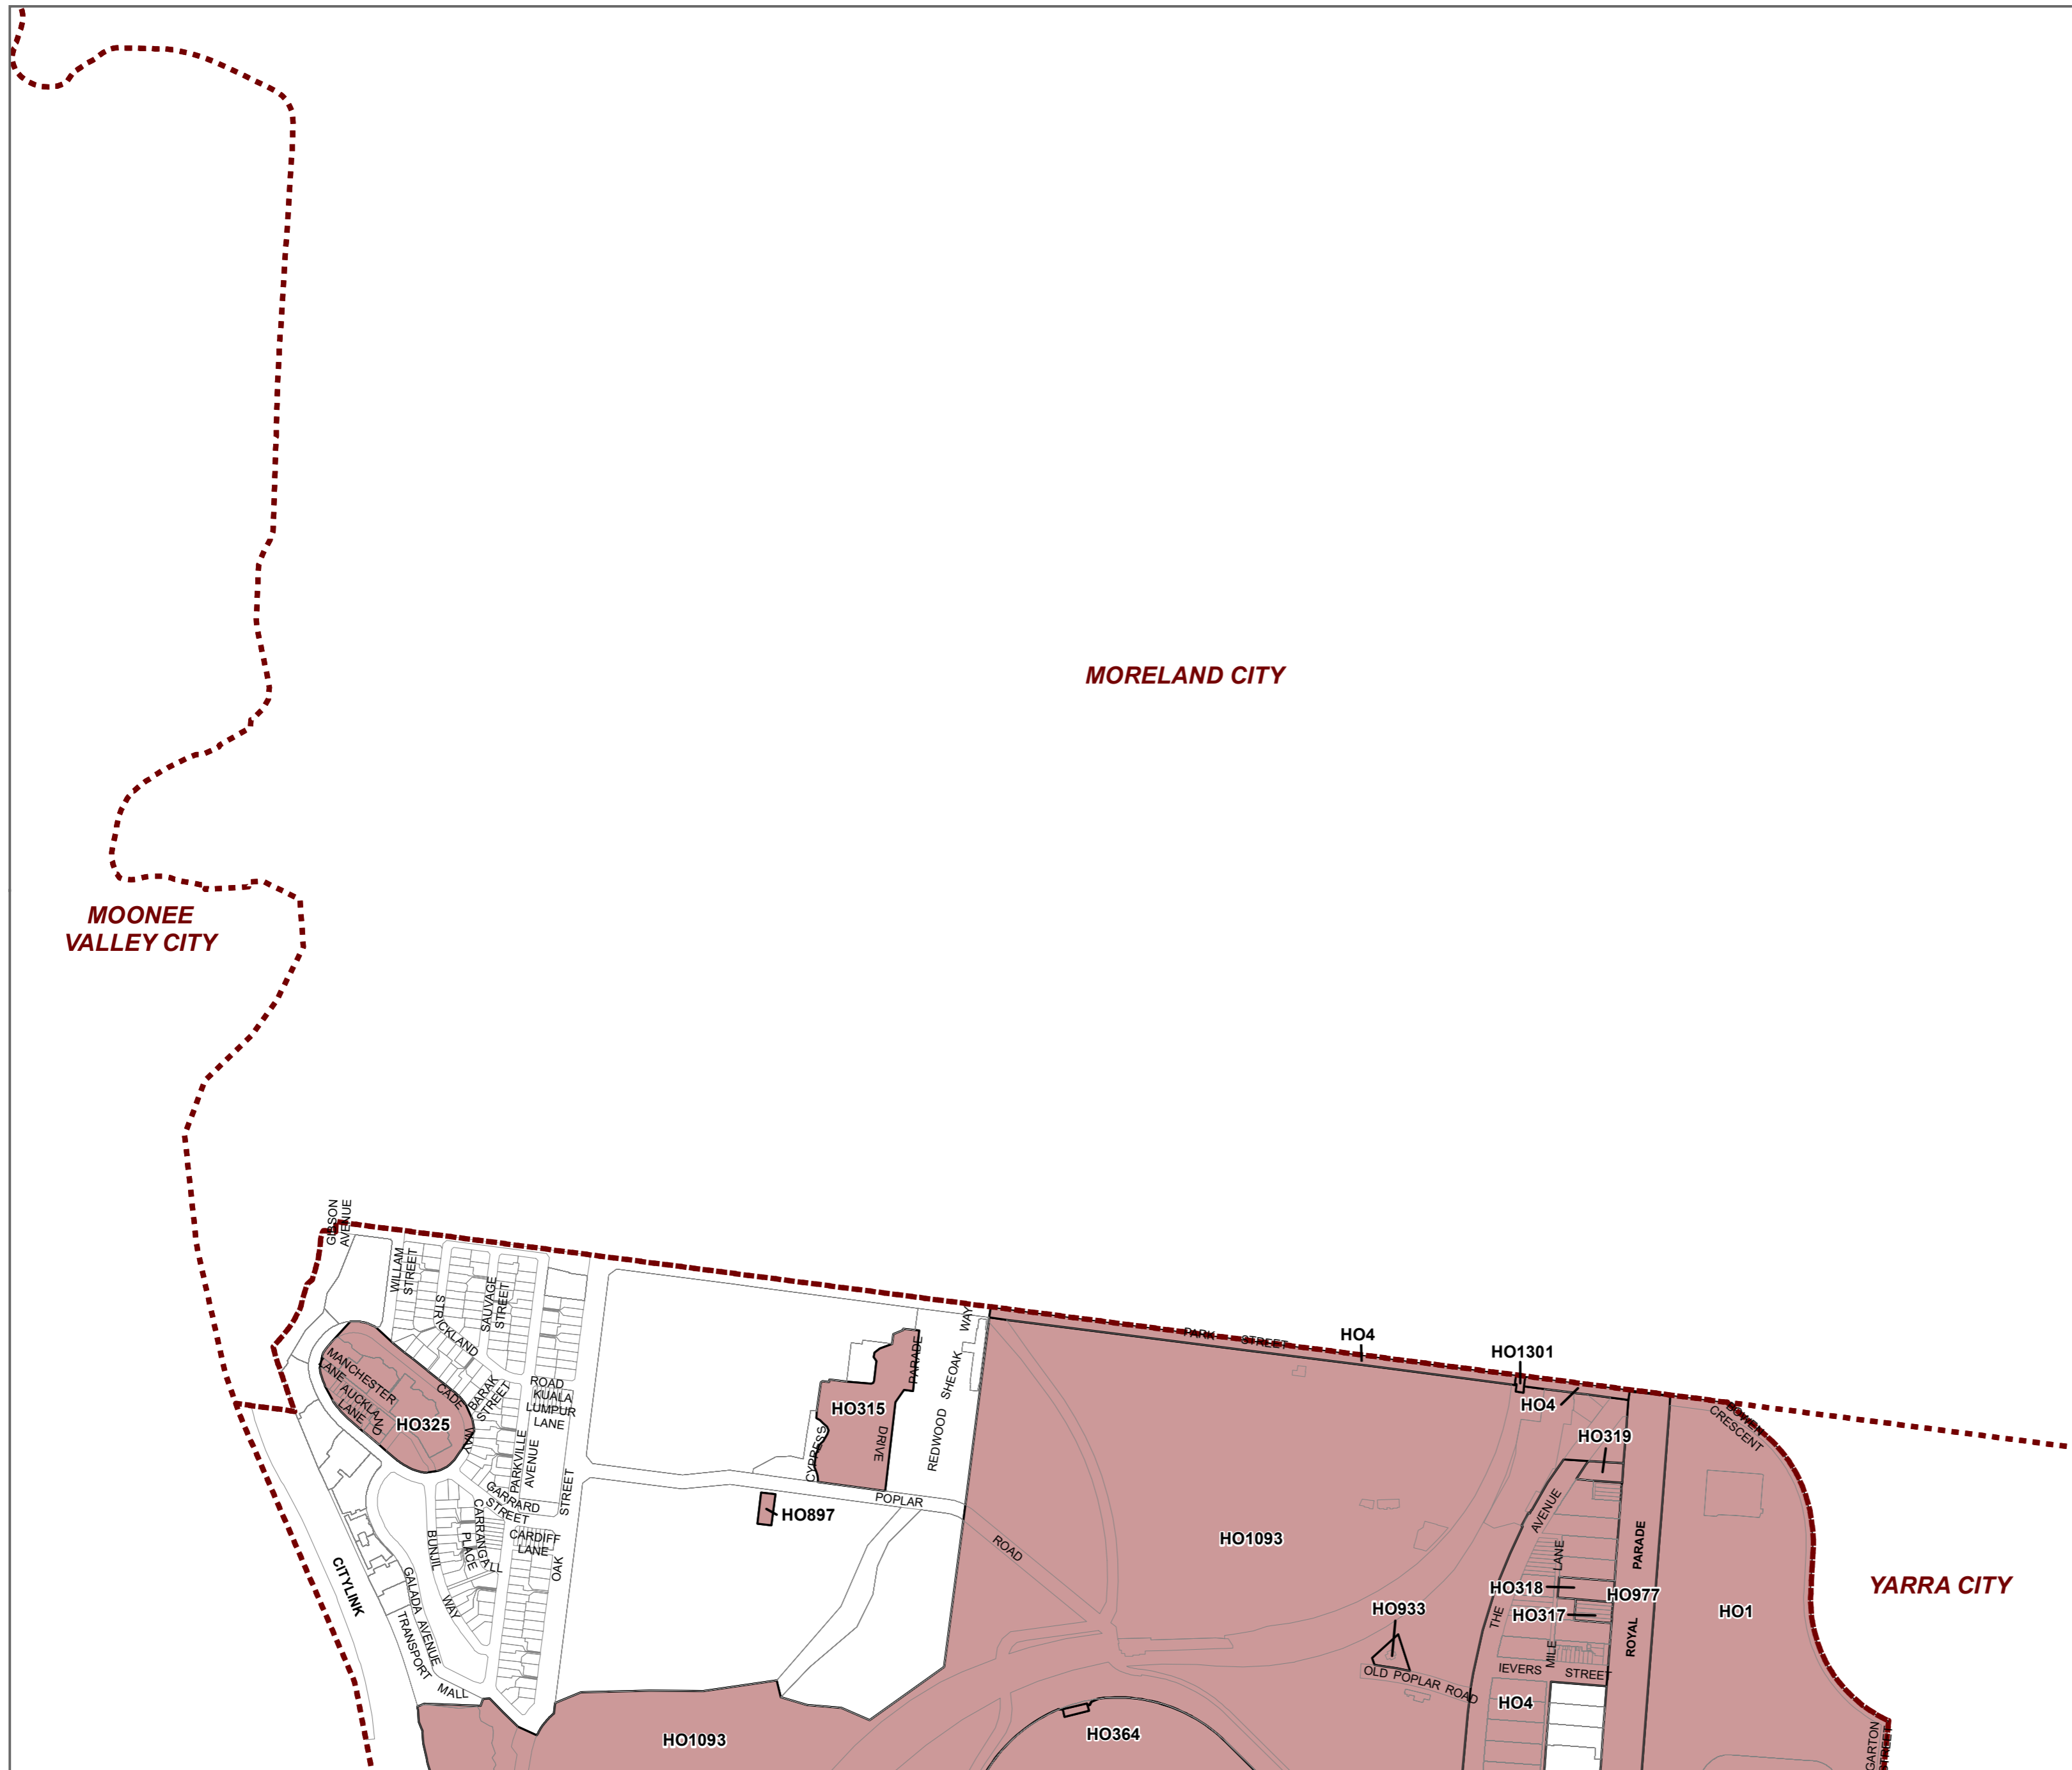 MORELAND CITY
MOONEE
VALLEY CITY
GIBSON
AVENUE
WILLAM
STREET
STRICKLAND
SAUVAGE
STREET
MANCHESTER
LANE
AUCKLAND
LANE
CADE
WAY
HO325
BARAK
STREET
ROAD
KUALA
LUMPUR
LANE
PARKVILLE
AVENUE
GARRARD
STREET
STREET
OAK
CARDIFF
LANE
CARRANGALL
PLACE
BUNJIL
WAY
GALADA AVENUE
CITYLINK
TRANSPORT
MALL
PARADE
WAY
REDWOOD SHEOAK
HO315
DRIVE
CYPRESS
POPLAR
ROAD
HO897
PARK STREET
HO4
HO1301
HO4
HO319
BOWEN
CRESCENT
AVENUE
THE
LANE
MILE
PARADE
ROYAL
HO318
HO977
HO317
HO1093
HO933
OLD POPLAR ROAD
IEVERS STREET
HO4
HO1
YARRA CITY
HO1093
HO364
GARTON
STREET